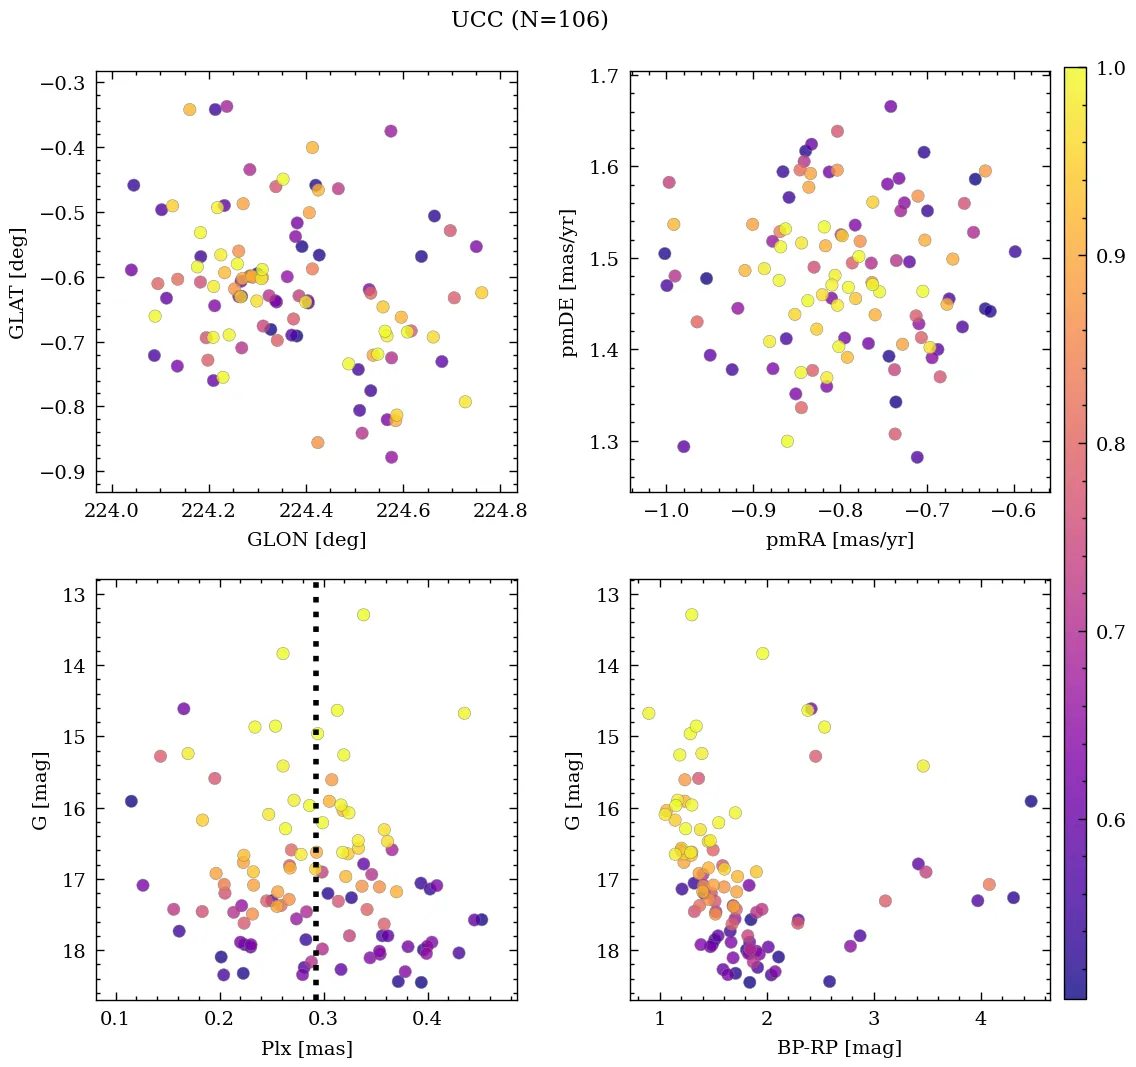 UCC (N=106)
−0.3
−0.4
−0.5
−0.6
−0.7
−0.8
−0.9
GLAT [deg]
224.0 224.2 224.4 224.6 224.8
GLON [deg]
1.7
1.6
1.5
1.4
1.3
pmDE [mas/yr]
−1.0 −0.9 −0.8 −0.7 −0.6
pmRA [mas/yr]
13
14
15
16
17
18
G [mag]
0.1 0.2 0.3 0.4
Plx [mas]
13
14
15
16
17
18
G [mag]
1 2 3 4
BP-RP [mag]
1.0
0.9
0.8
0.7
0.6